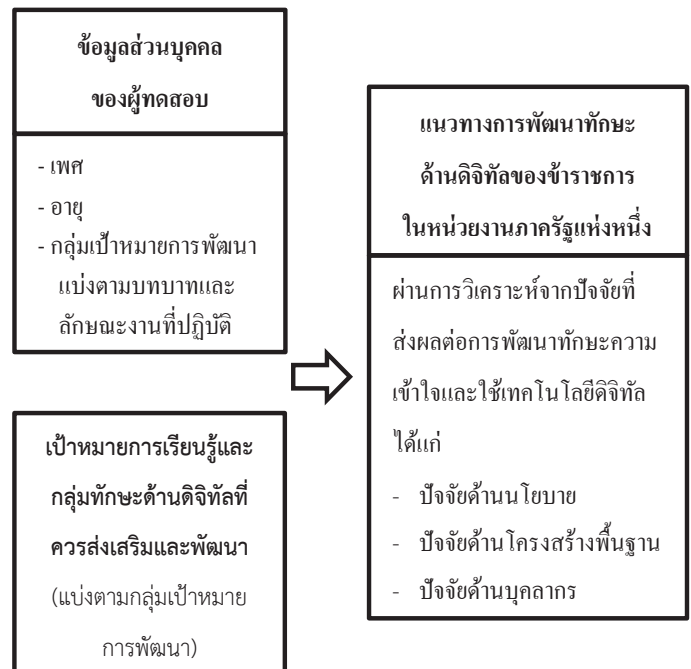 ข้อมูลส่วนบุคคล
ของผู้ทดสอบ
- เพศ
- อายุ
- กลุ่มเป้าหมายการพัฒนา
แบ่งตามบทบาทและ
ลักษณะงานที่ปฏิบัติ
เป้าหมายการเรียนรู้และ
กลุ่มทักษะด้านดิจิทัลที่
ควรส่งเสริมและพัฒนา
(แบ่งตามกลุ่มเป้าหมาย
การพัฒนา)
แนวทางการพัฒนาทักษะ
ด้านดิจิทัลของข้าราชการ
ในหน่วยงานภาครัฐแห่งหนึ่ง
ผ่านการวิเคราะห์จากปัจจัยที่
ส่งผลต่อการพัฒนาทักษะความ
เข้าใจและใช้เทคโนโลยีดิจิทัล
ได้แก่
- ปัจจัยด้านนโยบาย
- ปัจจัยด้านโครงสร้างพื้นฐาน
- ปัจจัยด้านบุคลากร